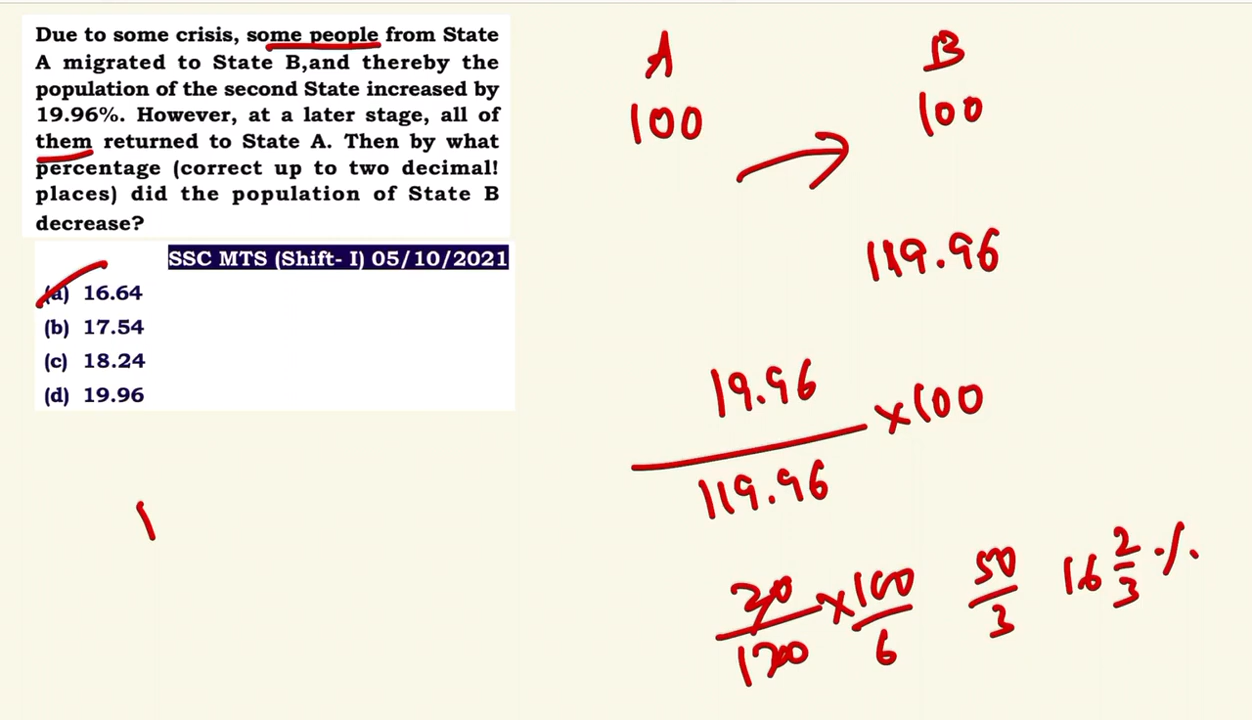 Due to some crisis, some people from State
A migrated to State B,and thereby the
population of the second State increased by
19.96%. However, at a later stage, all of
them returned to State A. Then by what
percentage (correct up to two decimal!
places) did the population of State B
decrease?
SSC MTS (Shift- I) 05/10/2021
(a) 16.64
(b) 17.54
(c) 18.24
(d) 19.96
A B
100 100
119.96
19.96
×100
119.96
20 × 100 50 16 2/3 %
120 6 3